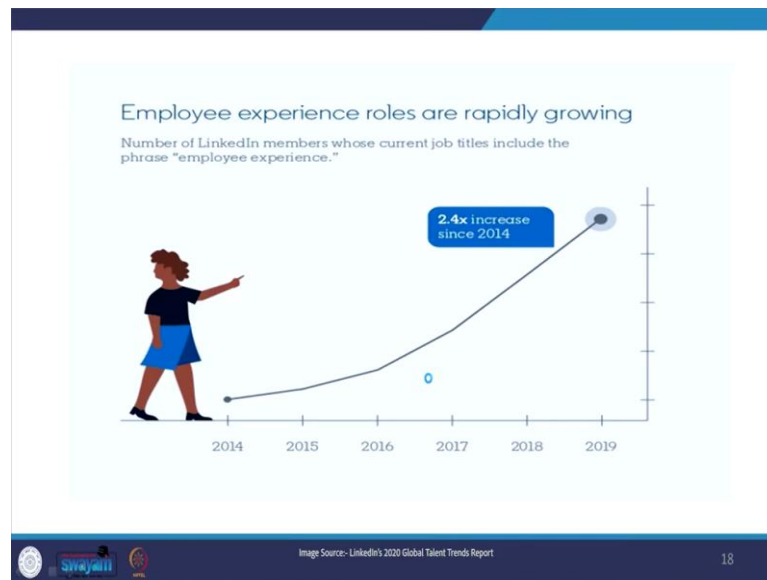 Employee experience roles are rapidly growing
Number of LinkedIn members whose current job titles include the
phrase “employee experience.”
2.4x increase
since 2014
2014 2015 2016 2017 2018 2019
swayam
Image Source:- LinkedIn's 2020 Global Talent Trends Report
18